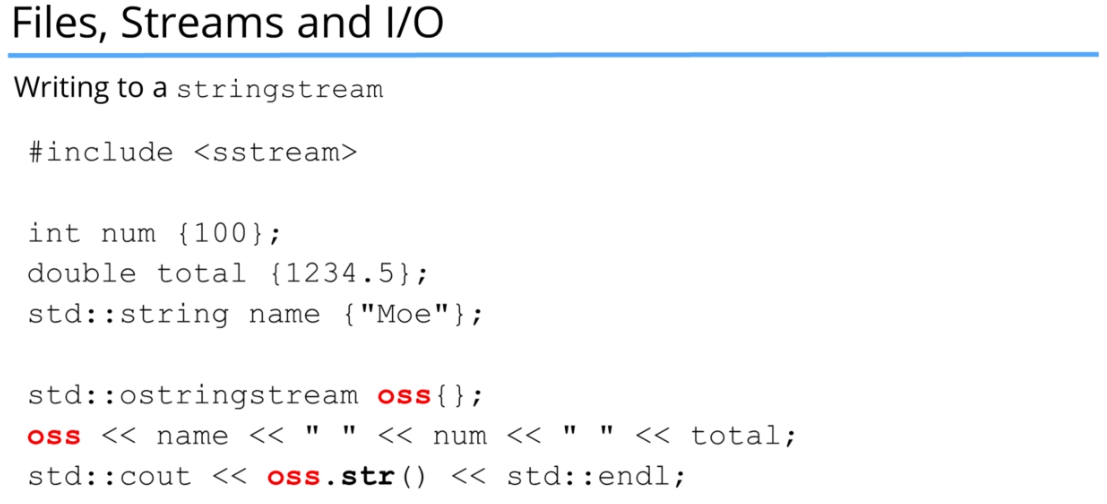 Files, Streams and I/O
Writing to a stringstream
#include <sstream>
int num {100};
double total {1234.5};
std::string name {"Moe"};
std::ostringstream oss{};
oss << name << " " << num << " " << total;
std::cout << oss.str() << std::endl;